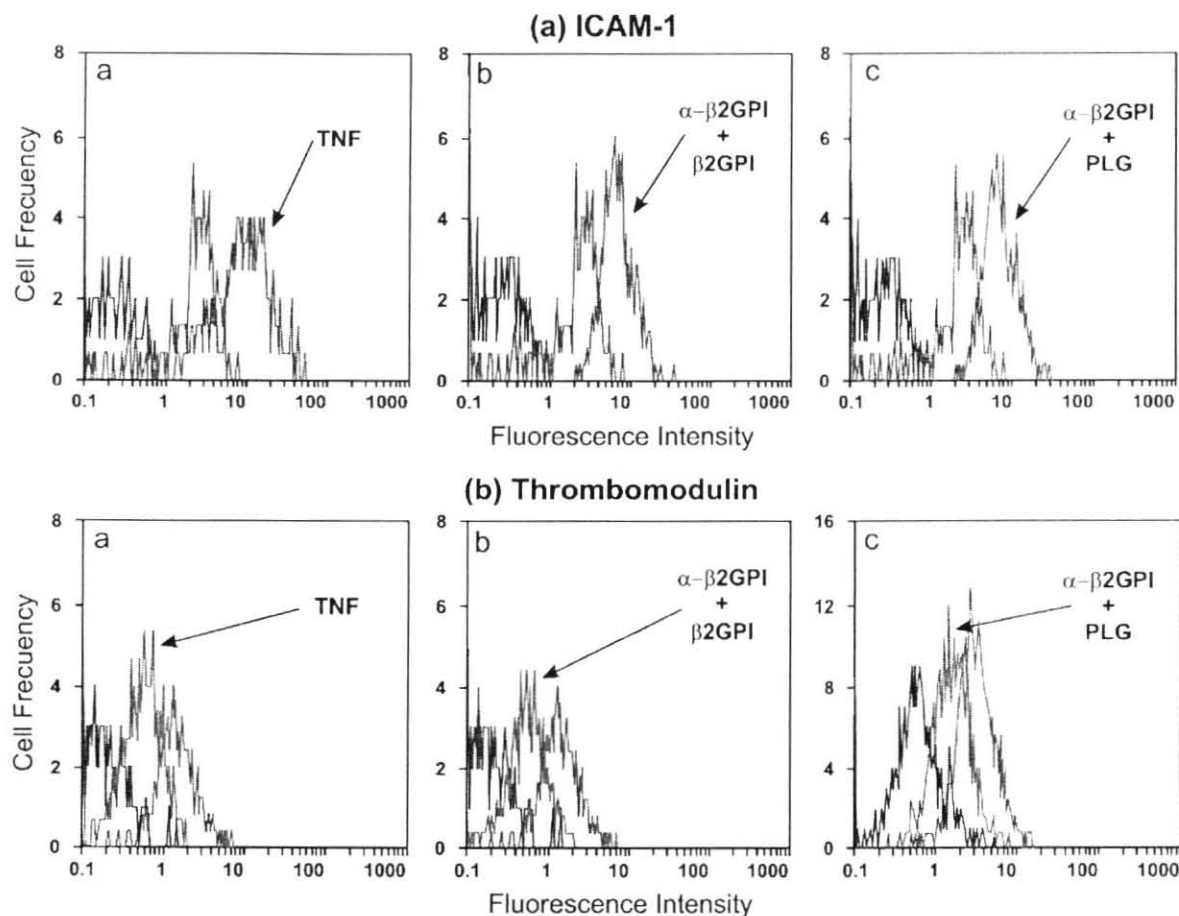 (a) ICAM-1
a
b
c
Cell Frecuency
8
6
4
2
0
TNF
0.1 1 10 100 1000
8
6
4
2
0
α-β2GPI
+
β2GPI
0.1 1 10 100 1000
8
6
4
2
0
α-β2GPI
+
PLG
0.1 1 10 100 1000
Fluorescence Intensity
(b) Thrombomodulin
a
b
c
Cell Frecuency
8
6
4
2
0
TNF
0.1 1 10 100 1000
8
6
4
2
0
α-β2GPI
+
β2GPI
0.1 1 10 100 1000
16
12
8
4
0
α-β2GPI
+
PLG
0.1 1 10 100 1000
Fluorescence Intensity